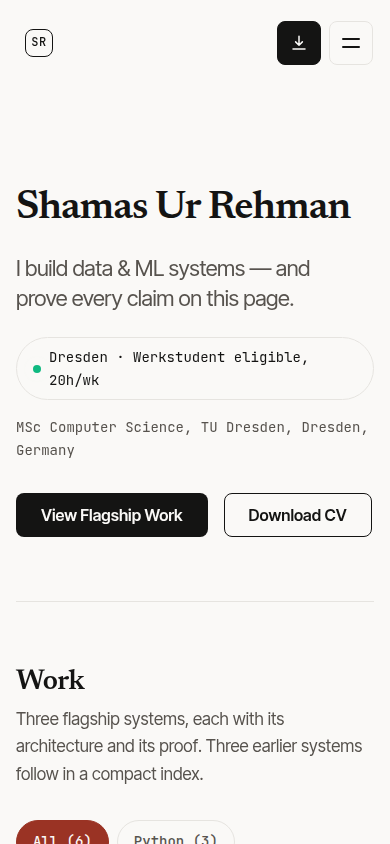 SR
Shamas Ur Rehman
I build data & ML systems — and
prove every claim on this page.
Dresden · Werkstudent eligible,
20h/wk
MSc Computer Science, TU Dresden, Dresden,
Germany
View Flagship Work
Download CV
Work
Three flagship systems, each with its
architecture and its proof. Three earlier systems
follow in a compact index.
All (6)
Python (3)